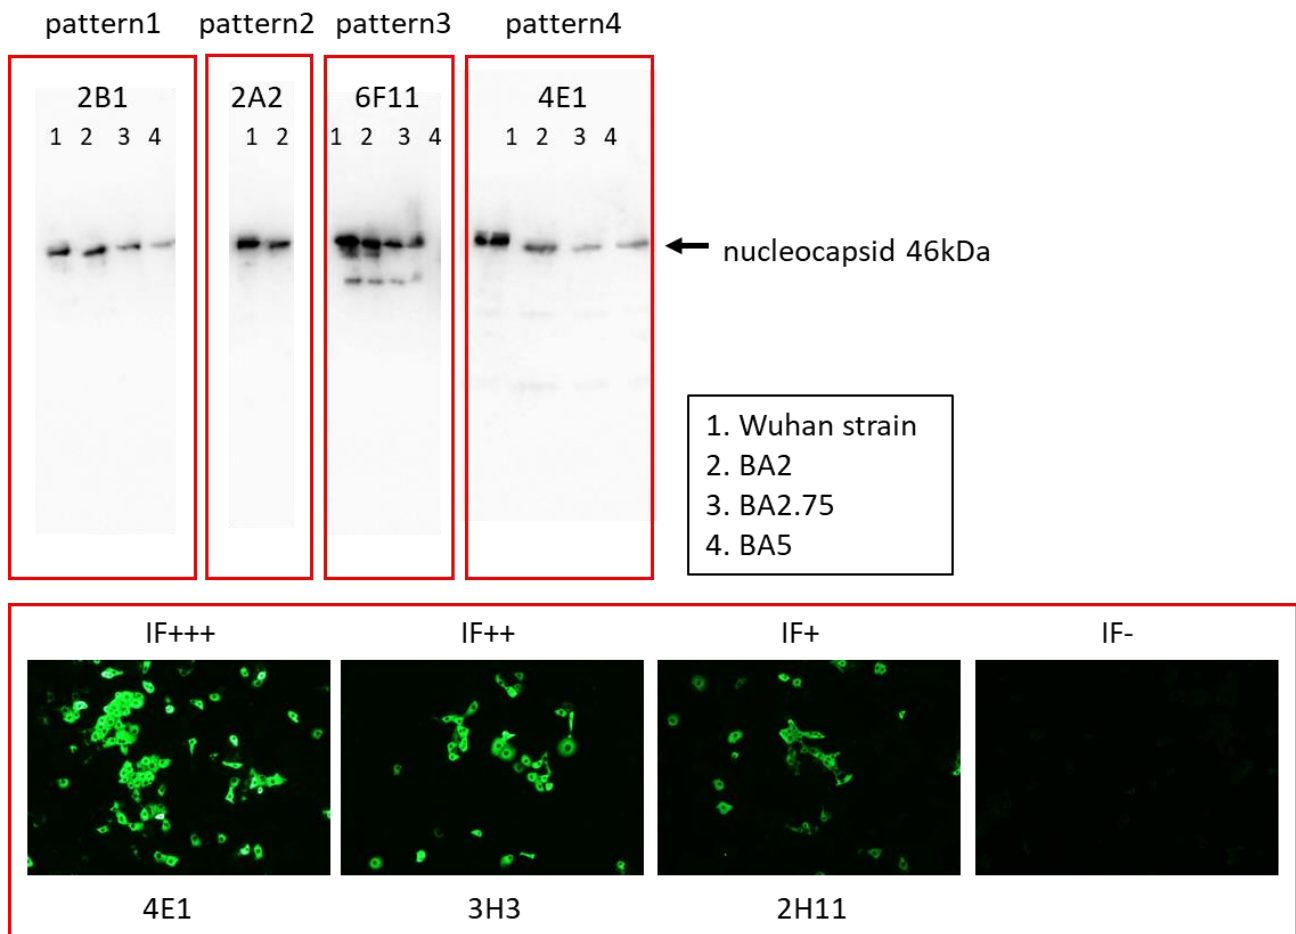 pattern1 pattern2 pattern3 pattern4
2B1 2A2 6F11 4E1
1 2 3 4 1 2 1 2 3 4 1 2 3 4
nucleocapsid 46kDa
1. Wuhan strain
2. BA2
3. BA2.75
4. BA5
IF+++ IF++ IF+ IF-
4E1 3H3 2H11